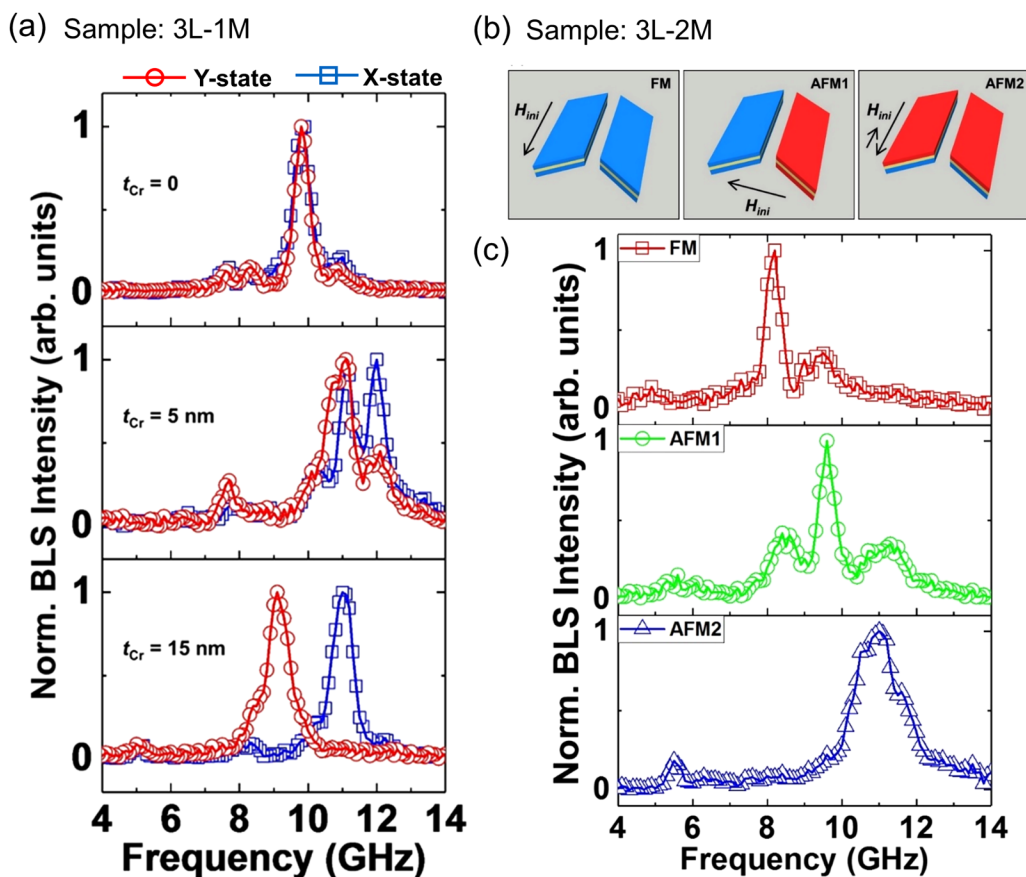 (a) Sample: 3L-1M
Y-state X-state
1
t_Cr = 0
0
1
t_Cr = 5 nm
0
1
t_Cr = 15 nm
0
4 6 8 10 12 14
Frequency (GHz)
Norm. BLS Intensity (arb. units)
(b) Sample: 3L-2M
FM
H_ini
AFM1
H_ini
AFM2
H_ini
(c)
FM
1
0
AFM1
1
0
AFM2
1
0
4 6 8 10 12 14
Frequency (GHz)
Norm. BLS Intensity (arb. units)